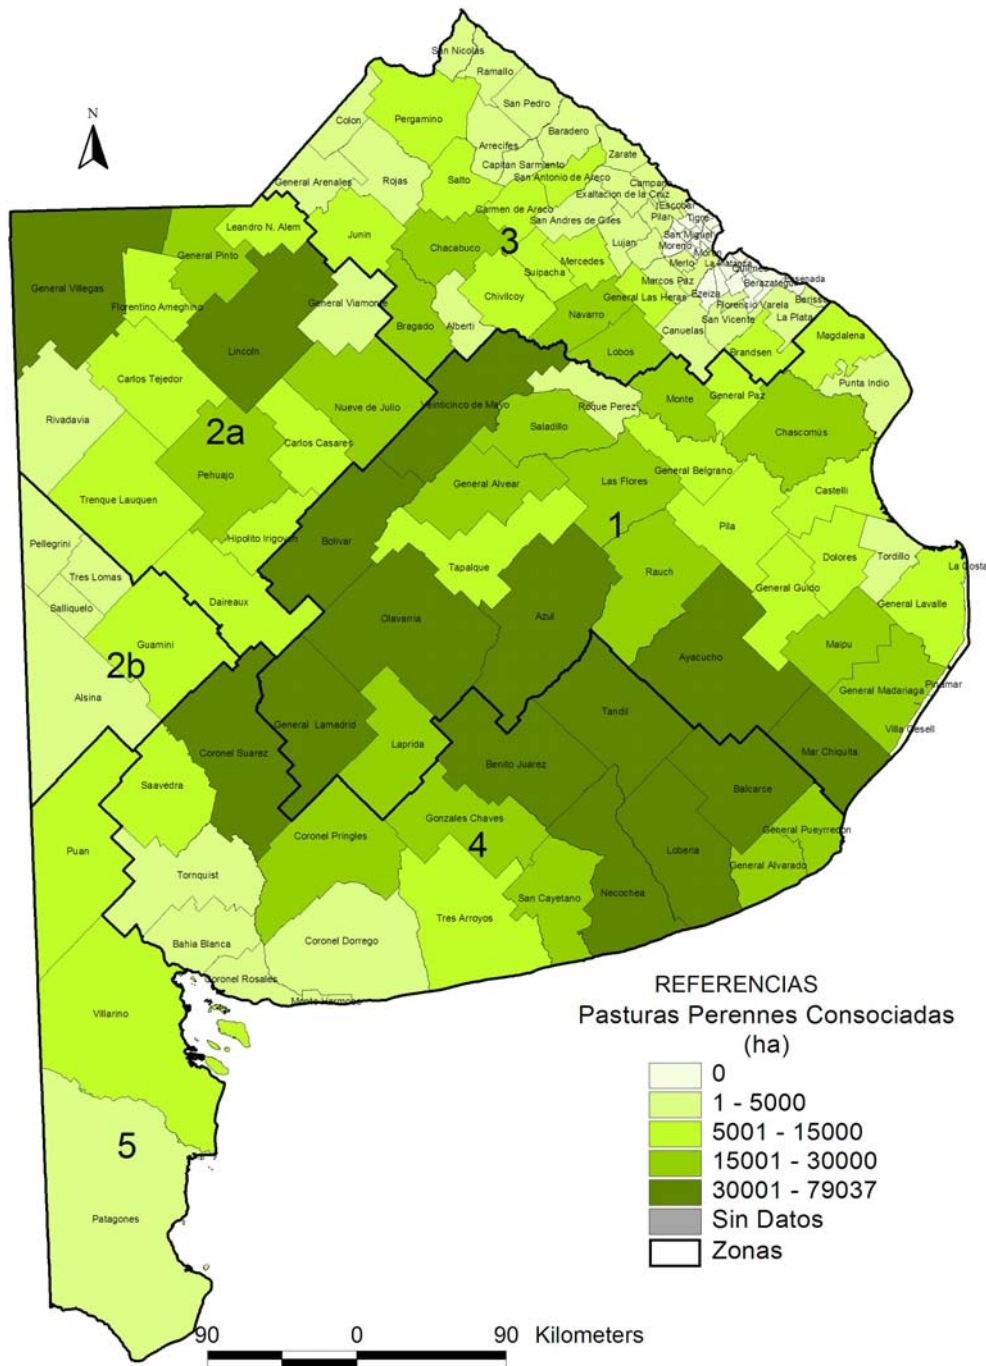 N
San Nicolas
Ramallo
San Pedro
Colon
Pergamino
Baradero
Arrecifes
Zarate
Capitan Sarmiento
General Arenales
Rojas
Salto
San Antonio de Areco
Campana
Exaltacion de la Cruz
Escobar
Carmen de Areco
San Andres de Giles
Pilar
Tigre
Leandro N. Alem
Junin
San Miguel
Chacabuco
3
Lujan
Moreno
Moron
General Pinto
Mercedes
Merlo
La Matanza
Quilmes
Suipacha
Marcos Paz
Berazategui
Ensenada
General Villegas
Florentino Ameghino
General Viamonte
Chivilcoy
General Las Heras
Ezeiza
Florencio Varela
Berisso
Bragado
Alberti
Navarro
San Vicente
La Plata
Canuelas
Magdalena
Lincoln
Lobos
Brandsen
Carlos Tejedor
Punta Indio
Rivadavia
Nueve de Julio
Veinticinco de Mayo
Roque Perez
Monte
General Paz
2a
Saladillo
Chascomús
Carlos Casares
Pehuajo
General Belgrano
Trenque Lauquen
General Alvear
Las Flores
Castelli
1
Pila
Hipolito Irigoyen
Bolivar
Pellegrini
Dolores
Tordillo
Tapalque
Rauch
La Costa
Tres Lomas
General Guido
Salliquelo
Daireaux
General Lavalle
Olavarria
Azul
Guamini
Maipu
2b
Ayacucho
Alsina
General Madariaga
Pinamar
Tandil
Coronel Suarez
General Lamadrid
Villa Gesell
Laprida
Mar Chiquita
Benito Juarez
Saavedra
Balcarce
Gonzales Chaves
General Pueyrredon
Coronel Pringles
4
Puan
Loberia
General Alvarado
Tornquist
Necochea
San Cayetano
Tres Arroyos
Bahia Blanca
Coronel Dorrego
Coronel Rosales
Monte Hermoso
Villarino
5
Patagones
REFERENCIAS
Pasturas Perennes Consociadas
(ha)
0
1 - 5000
5001 - 15000
15001 - 30000
30001 - 79037
Sin Datos
Zonas
90 0 90 Kilometers